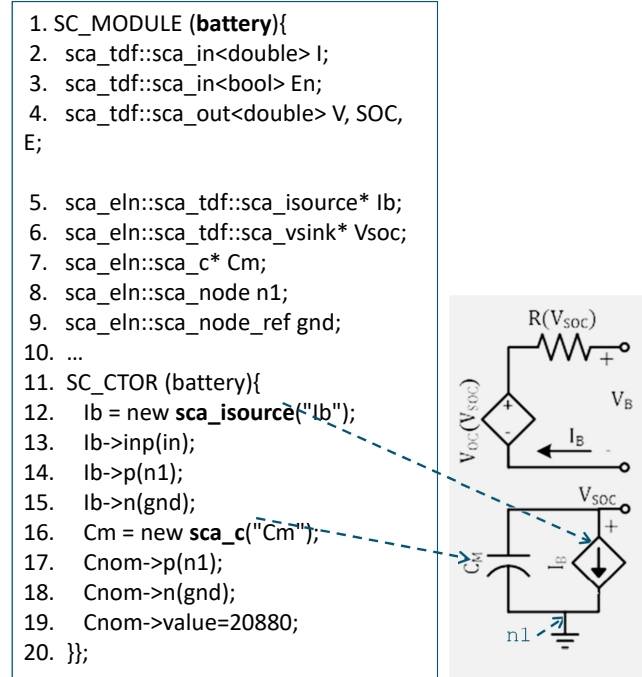 1. SC_MODULE (battery){
2. sca_tdf::sca_in<double> I;
3. sca_tdf::sca_in<bool> En;
4. sca_tdf::sca_out<double> V, SOC,
E;
5. sca_eln::sca_tdf::sca_isource* Ib;
6. sca_eln::sca_tdf::sca_vsink* Vsoc;
7. sca_eln::sca_c* Cm;
8. sca_eln::sca_node n1;
9. sca_eln::sca_node_ref gnd;
10. …
11. SC_CTOR (battery){
12. Ib = new sca_isource("Ib");
13. Ib->inp(in);
14. Ib->p(n1);
15. Ib->n(gnd);
16. Cm = new sca_c("Cm");
17. Cnom->p(n1);
18. Cnom->n(gnd);
19. Cnom->value=20880;
20. }};
R(VSOC)
+
VOC(VSOC)
+
-
VB
IB
-
VSOC
+
CM
IB
n1